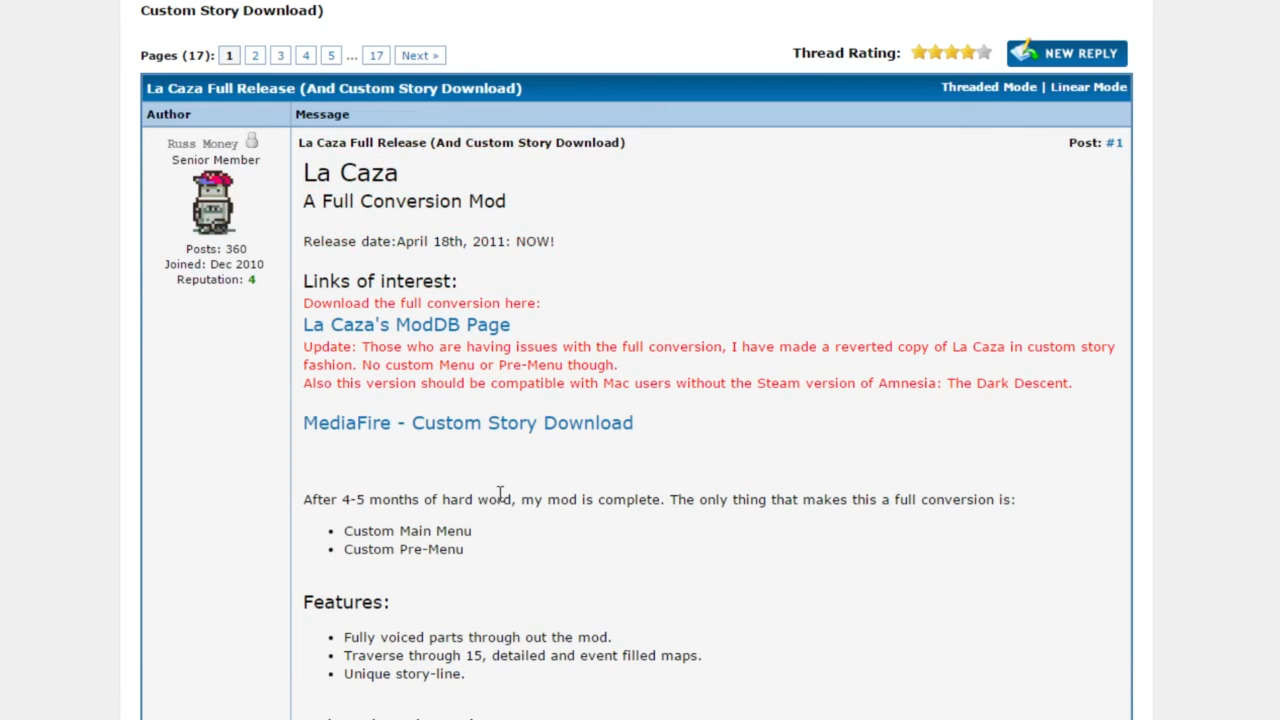 Custom Story Download)
Pages (17): 1 2 3 4 5 ... 17 Next »
Thread Rating:
NEW REPLY
La Caza Full Release (And Custom Story Download)
Threaded Mode | Linear Mode
Author
Message
Russ Money
Senior Member
Posts: 360
Joined: Dec 2010
Reputation: 4
La Caza Full Release (And Custom Story Download)
Post: #1
La Caza
A Full Conversion Mod
Release date:April 18th, 2011: NOW!
Links of interest:
Download the full conversion here:
La Caza's ModDB Page
Update: Those who are having issues with the full conversion, I have made a reverted copy of La Caza in custom story
fashion. No custom Menu or Pre-Menu though.
Also this version should be compatible with Mac users without the Steam version of Amnesia: The Dark Descent.
MediaFire - Custom Story Download
After 4-5 months of hard word, my mod is complete. The only thing that makes this a full conversion is:
• Custom Main Menu
• Custom Pre-Menu
Features:
• Fully voiced parts through out the mod.
• Traverse through 15, detailed and event filled maps.
• Unique story-line.